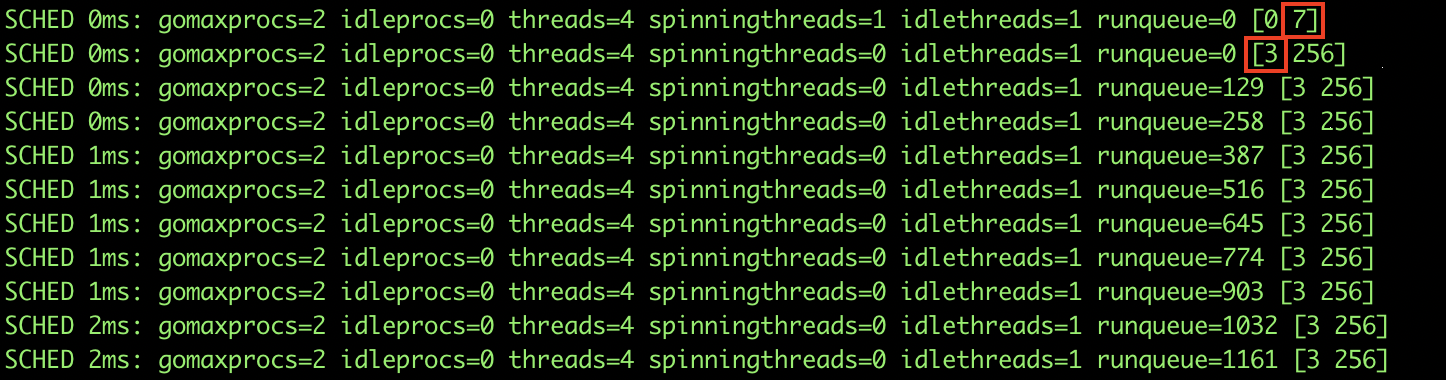 SCHED 0ms: gomaxprocs=2 idleprocs=0 threads=4 spinningthreads=1 idlethreads=1 runqueue=0 [0 7]
SCHED 0ms: gomaxprocs=2 idleprocs=0 threads=4 spinningthreads=0 idlethreads=1 runqueue=0 [3 256]
SCHED 0ms: gomaxprocs=2 idleprocs=0 threads=4 spinningthreads=0 idlethreads=1 runqueue=129 [3 256]
SCHED 0ms: gomaxprocs=2 idleprocs=0 threads=4 spinningthreads=0 idlethreads=1 runqueue=258 [3 256]
SCHED 1ms: gomaxprocs=2 idleprocs=0 threads=4 spinningthreads=0 idlethreads=1 runqueue=387 [3 256]
SCHED 1ms: gomaxprocs=2 idleprocs=0 threads=4 spinningthreads=0 idlethreads=1 runqueue=516 [3 256]
SCHED 1ms: gomaxprocs=2 idleprocs=0 threads=4 spinningthreads=0 idlethreads=1 runqueue=645 [3 256]
SCHED 1ms: gomaxprocs=2 idleprocs=0 threads=4 spinningthreads=0 idlethreads=1 runqueue=774 [3 256]
SCHED 1ms: gomaxprocs=2 idleprocs=0 threads=4 spinningthreads=0 idlethreads=1 runqueue=903 [3 256]
SCHED 2ms: gomaxprocs=2 idleprocs=0 threads=4 spinningthreads=0 idlethreads=1 runqueue=1032 [3 256]
SCHED 2ms: gomaxprocs=2 idleprocs=0 threads=4 spinningthreads=0 idlethreads=1 runqueue=1161 [3 256]